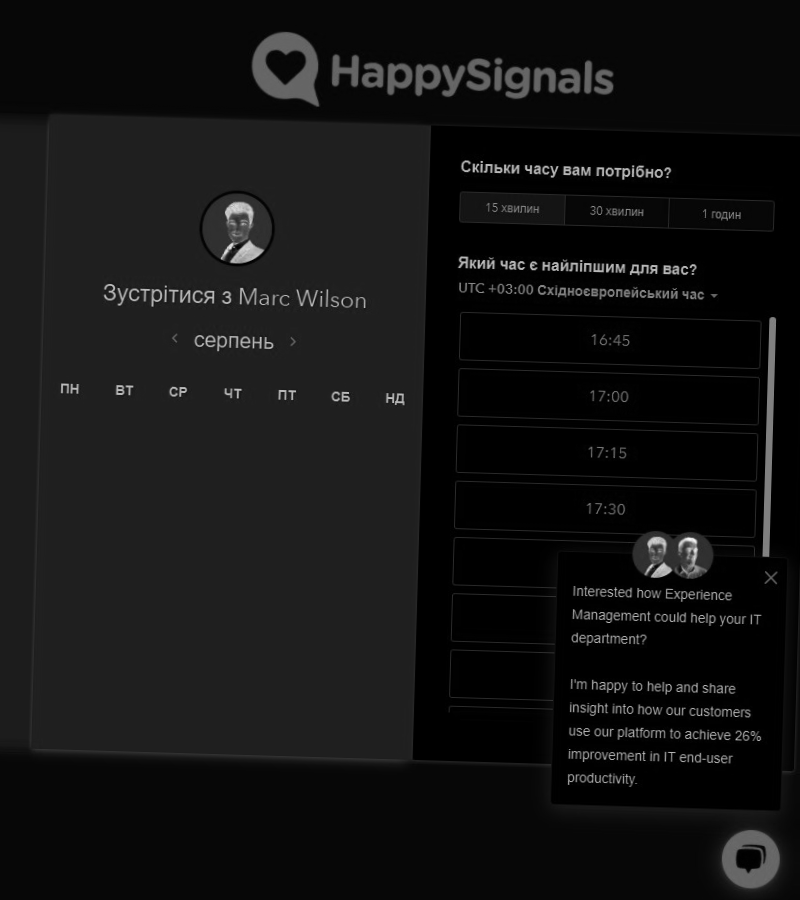 HappySignals
Зустрітися з Marc Wilson
серпень
ПН ВТ СР ЧТ ПТ СБ НД
Скільки часу вам потрібно?
15 хвилин 30 хвилин 1 годин
Який час є найліпшим для вас?
UTC +03:00 Східноєвропейський час
16:45
17:00
17:15
17:30
Interested how Experience
Management could help your IT
department?
I'm happy to help and share
insight into how our customers
use our platform to achieve 26%
improvement in IT end-user
productivity.